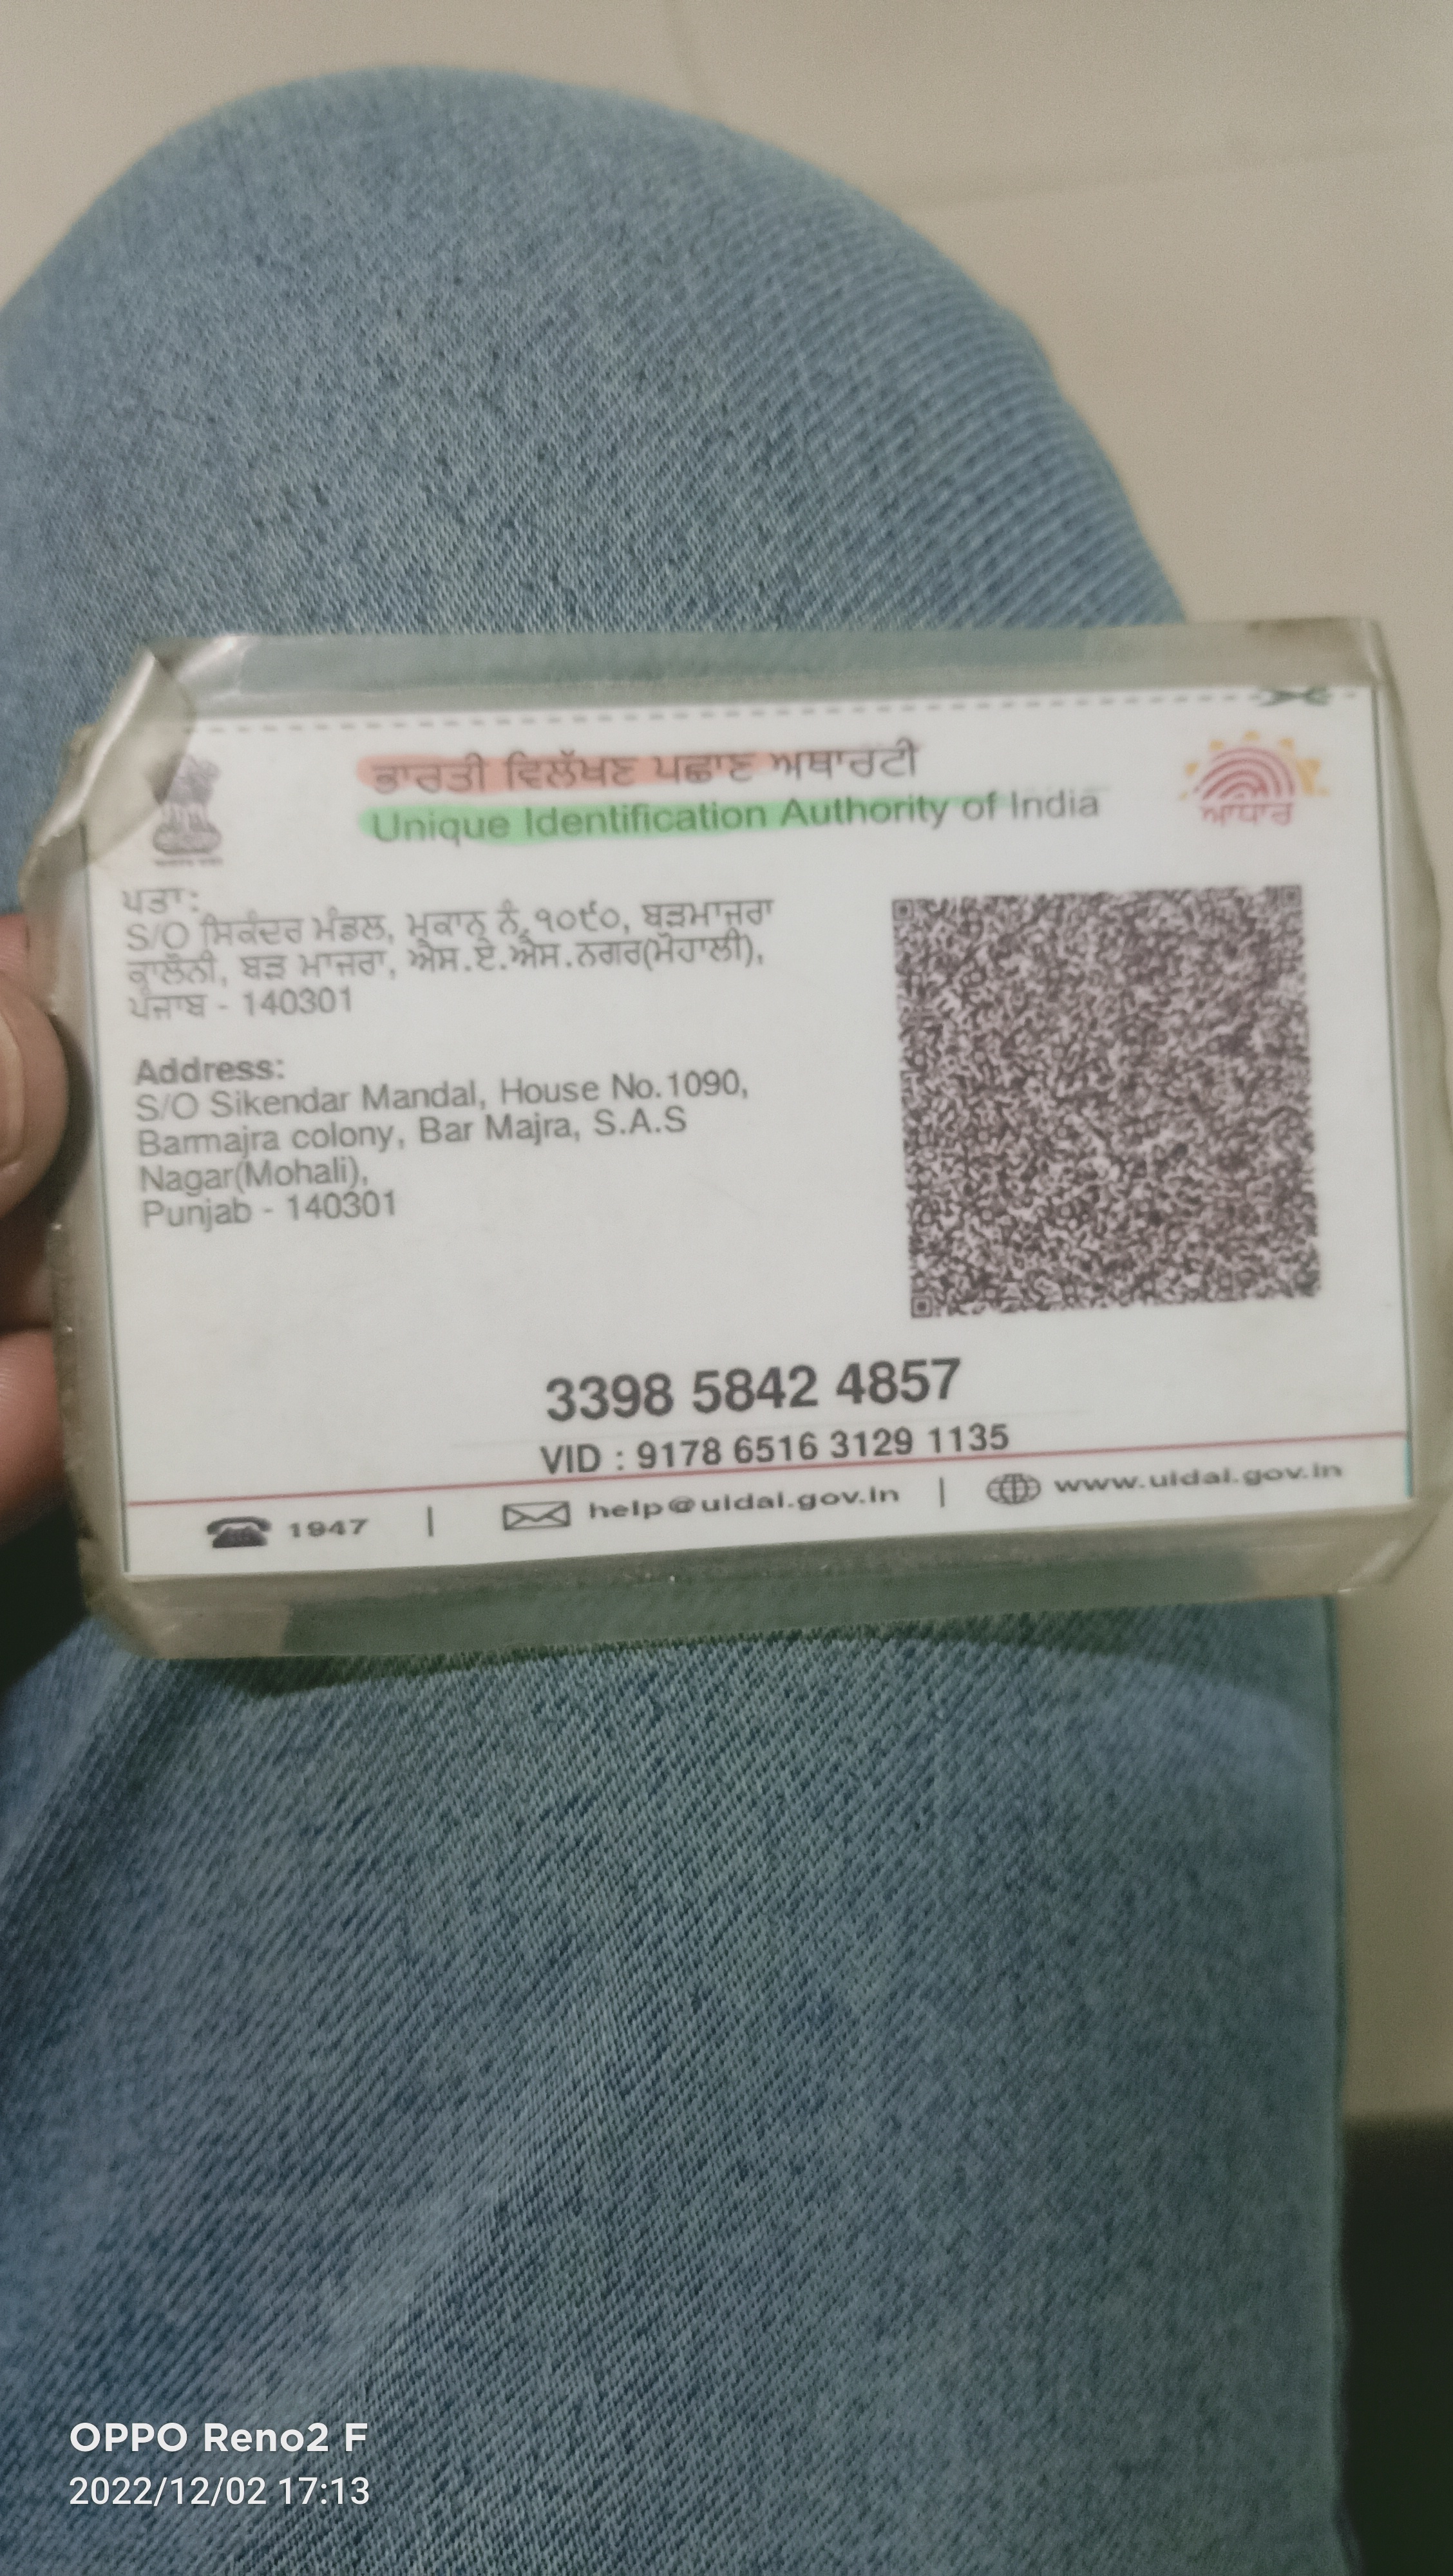 ਭਾਰਤੀ ਵਿਲੱਖਣ ਪਛਾਣ ਅਥਾਰਟੀ
Unique Identification Authority of India
ਆਧਾਰ
ਪਤਾ:
S/O ਸਿਕੰਦਰ ਮੰਡਲ, ਮਕਾਨ ਨੰ. ੧੦੯੦, ਬੜਮਾਜਰਾ
ਕਾਲੋਨੀ, ਬੜ ਮਾਜਰਾ, ਐਸ.ਏ.ਐਸ.ਨਗਰ(ਮੋਹਾਲੀ),
ਪੰਜਾਬ - 140301
Address:
S/O Sikendar Mandal, House No.1090,
Barmajra colony, Bar Majra, S.A.S
Nagar(Mohali),
Punjab - 140301
3398 5842 4857
VID : 9178 6516 3129 1135
1947 | help@uidai.gov.in | www.uidai.gov.in
OPPO Reno2 F
2022/12/02 17:13